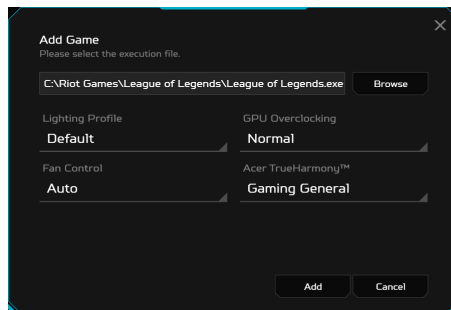 Add Game
Please select the execution file.
C:\Riot Games\League of Legends\League of Legends.exe
Browse
Lighting Profile
GPU Overclocking
Default
Normal
Fan Control
Acer TrueHarmony™
Auto
Gaming General
Add
Cancel